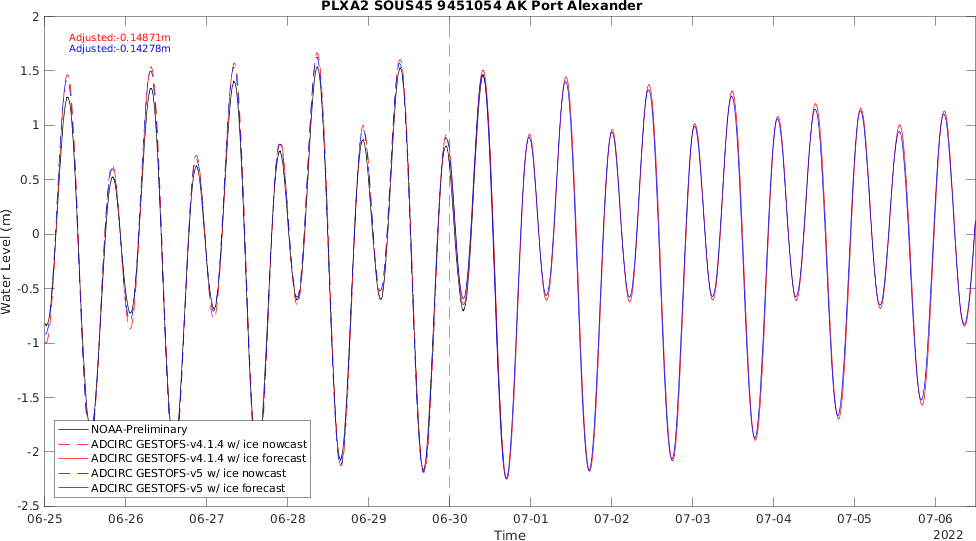 PLXA2 SOUS45 9451054 AK Port Alexander
Adjusted:-0.14871m
Adjusted:-0.14278m
2
1.5
1
0.5
0
-0.5
-1
-1.5
-2
-2.5
Water Level (m)
NOAA-Preliminary
ADCIRC GESTOFS-v4.1.4 w/ ice nowcast
ADCIRC GESTOFS-v4.1.4 w/ ice forecast
ADCIRC GESTOFS-v5 w/ ice nowcast
ADCIRC GESTOFS-v5 w/ ice forecast
06-25 06-26 06-27 06-28 06-29 06-30 07-01 07-02 07-03 07-04 07-05 07-06
Time
2022